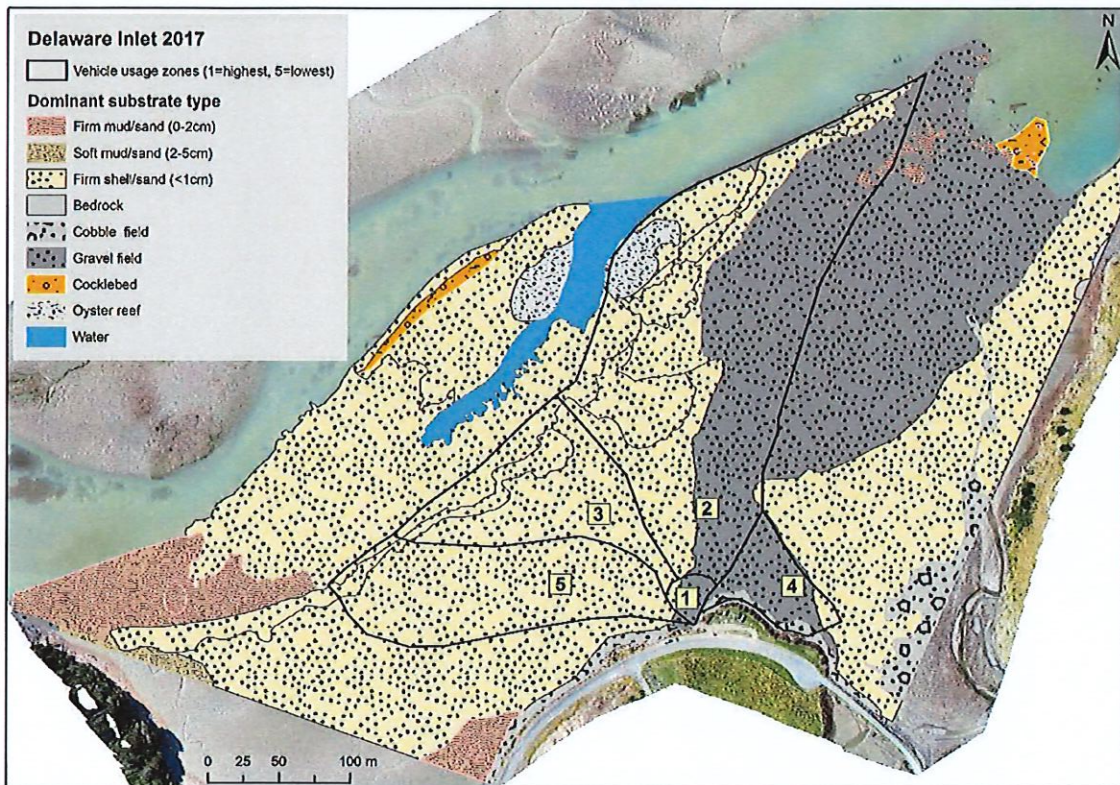 Delaware Inlet 2017
Vehicle usage zones (1=highest, 5=lowest)
Dominant substrate type
Firm mud/sand (0-2cm)
Soft mud/sand (2-5cm)
Firm shell/sand (<1cm)
Bedrock
Cobble field
Gravel field
Cocklebed
Oyster reef
Water
N
3
2
5
1
4
0 25 50 100 m